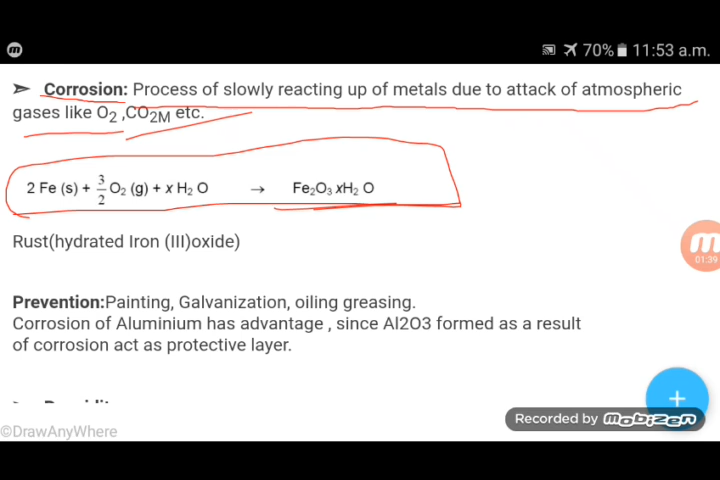 m 70% 11:53 a.m.
➤ Corrosion: Process of slowly reacting up of metals due to attack of atmospheric
gases like O2 ,CO2M etc.
2 Fe (s) + 3/2 O₂ (g) + x H₂ O → Fe₂O₃ xH₂ O
Rust(hydrated Iron (III)oxide)
m
01:39
Prevention:Painting, Galvanization, oiling greasing.
Corrosion of Aluminium has advantage , since Al2O3 formed as a result
of corrosion act as protective layer.
+
Recorded by mobizen
©DrawAnyWhere